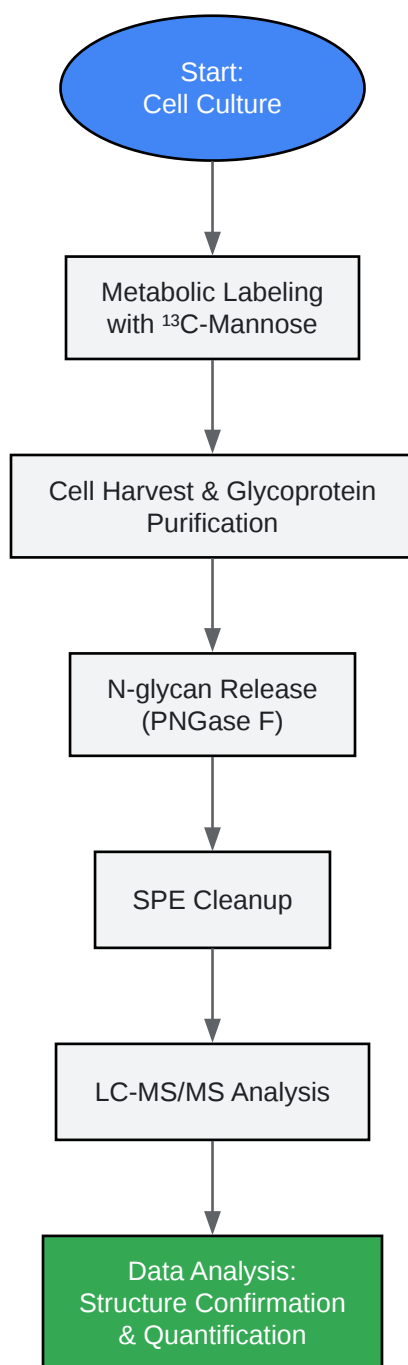 Start:
Cell Culture
Metabolic Labeling
with ¹³C-Mannose
Cell Harvest & Glycoprotein
Purification
N-glycan Release
(PNGase F)
SPE Cleanup
LC-MS/MS Analysis
Data Analysis:
Structure Confirmation
& Quantification